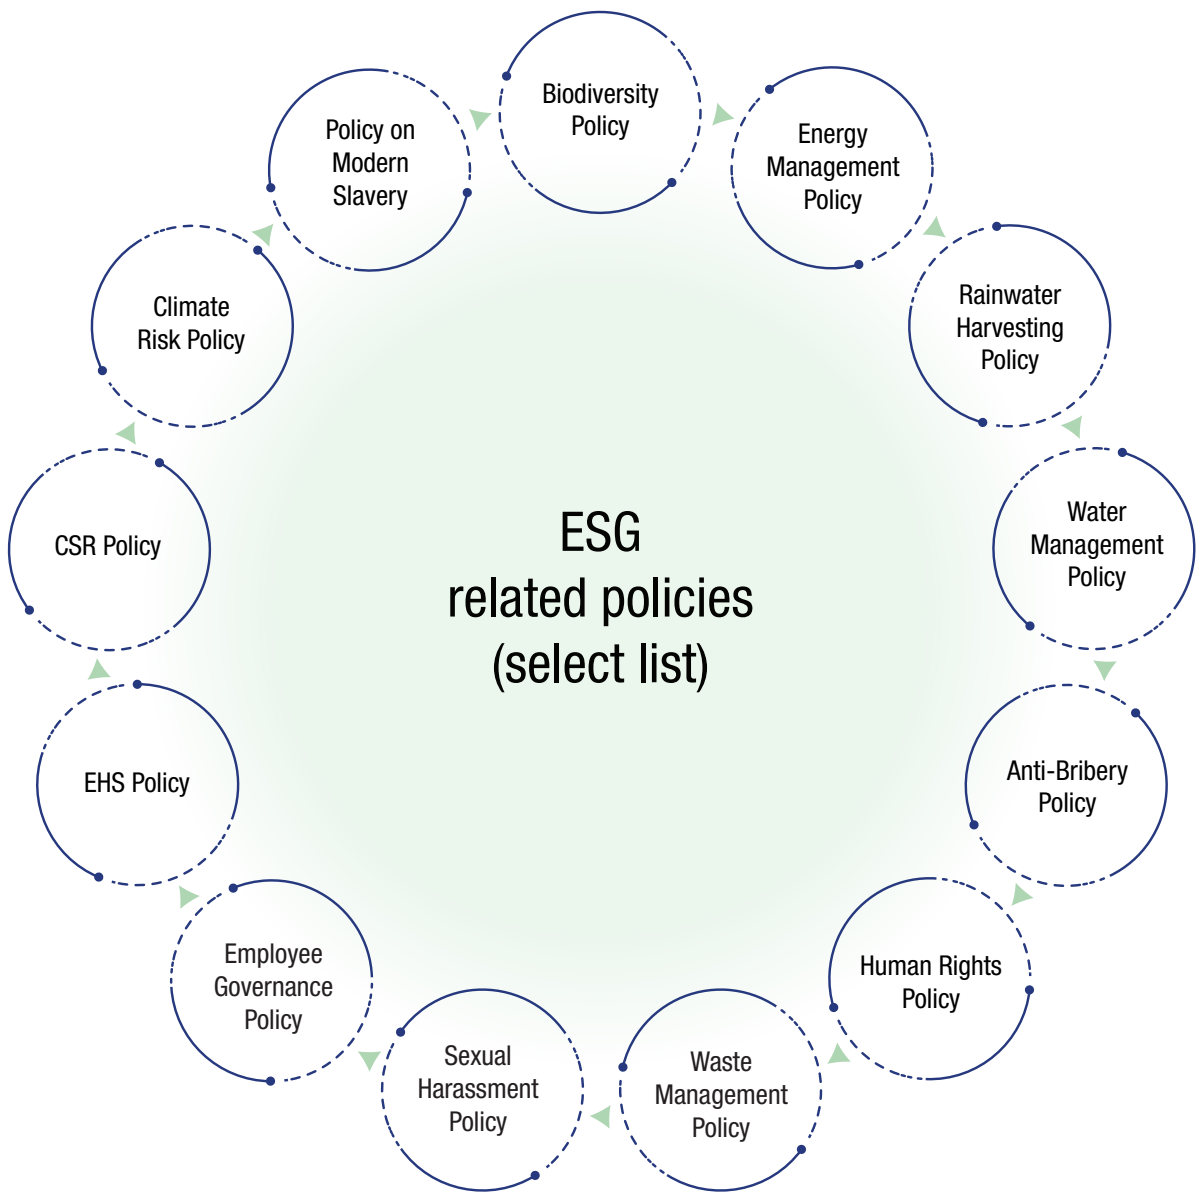 Biodiversity
Policy
Energy
Management
Policy
Rainwater
Harvesting
Policy
Water
Management
Policy
Anti-Bribery
Policy
Human Rights
Policy
Waste
Management
Policy
Sexual
Harassment
Policy
Employee
Governance
Policy
EHS Policy
CSR Policy
Climate
Risk Policy
Policy on
Modern
Slavery
ESG
related policies
(select list)